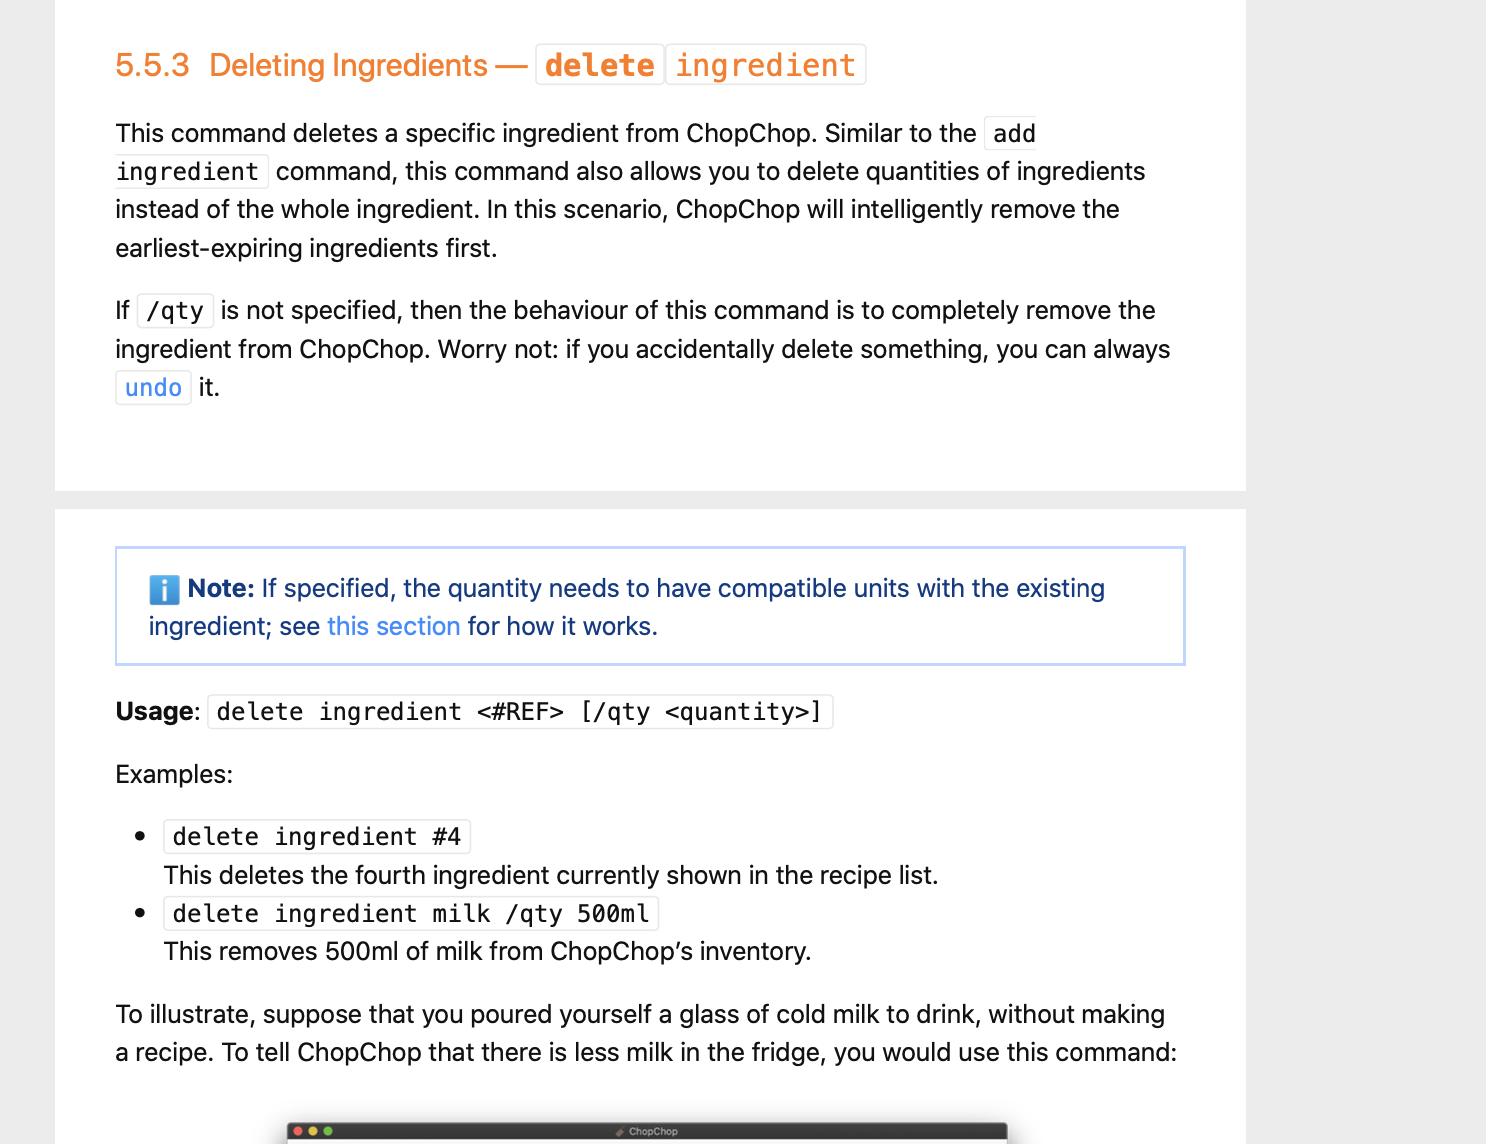 5.5.3 Deleting Ingredients — delete ingredient
This command deletes a specific ingredient from ChopChop. Similar to the add
ingredient command, this command also allows you to delete quantities of ingredients
instead of the whole ingredient. In this scenario, ChopChop will intelligently remove the
earliest-expiring ingredients first.
If /qty is not specified, then the behaviour of this command is to completely remove the
ingredient from ChopChop. Worry not: if you accidentally delete something, you can always
undo it.
Note: If specified, the quantity needs to have compatible units with the existing
ingredient; see this section for how it works.
Usage: delete ingredient <#REF> [/qty <quantity>]
Examples:
• delete ingredient #4
This deletes the fourth ingredient currently shown in the recipe list.
• delete ingredient milk /qty 500ml
This removes 500ml of milk from ChopChop’s inventory.
To illustrate, suppose that you poured yourself a glass of cold milk to drink, without making
a recipe. To tell ChopChop that there is less milk in the fridge, you would use this command:
ChopChop